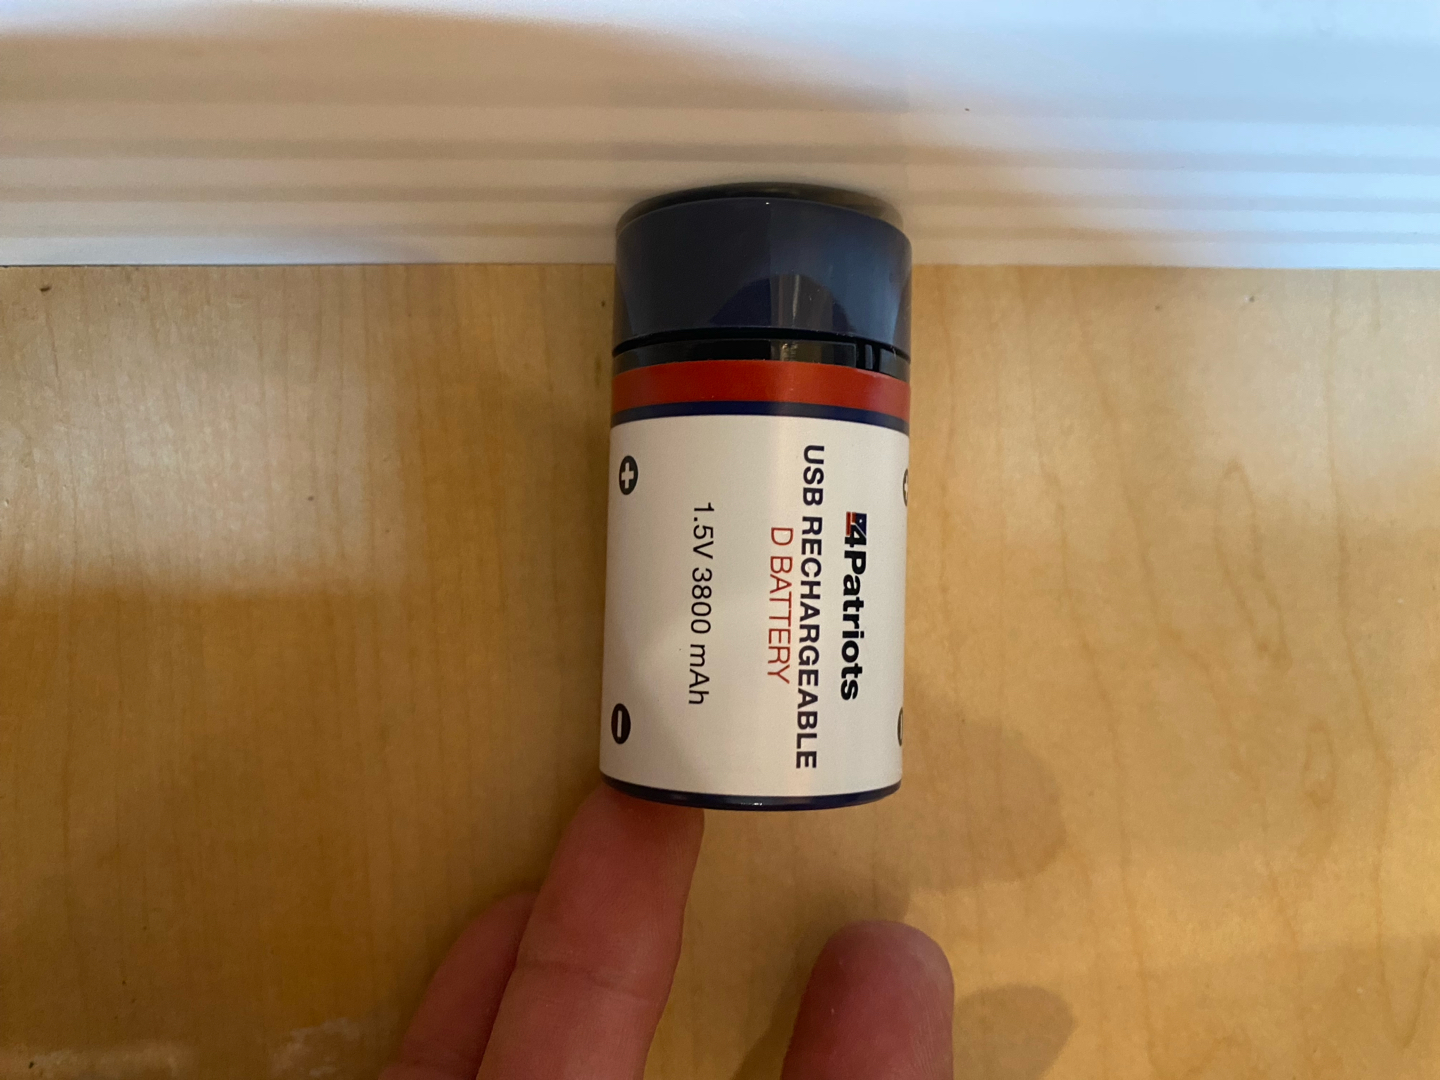 4Patriots
USB RECHARGEABLE
D BATTERY
1.5V 3800 mAh